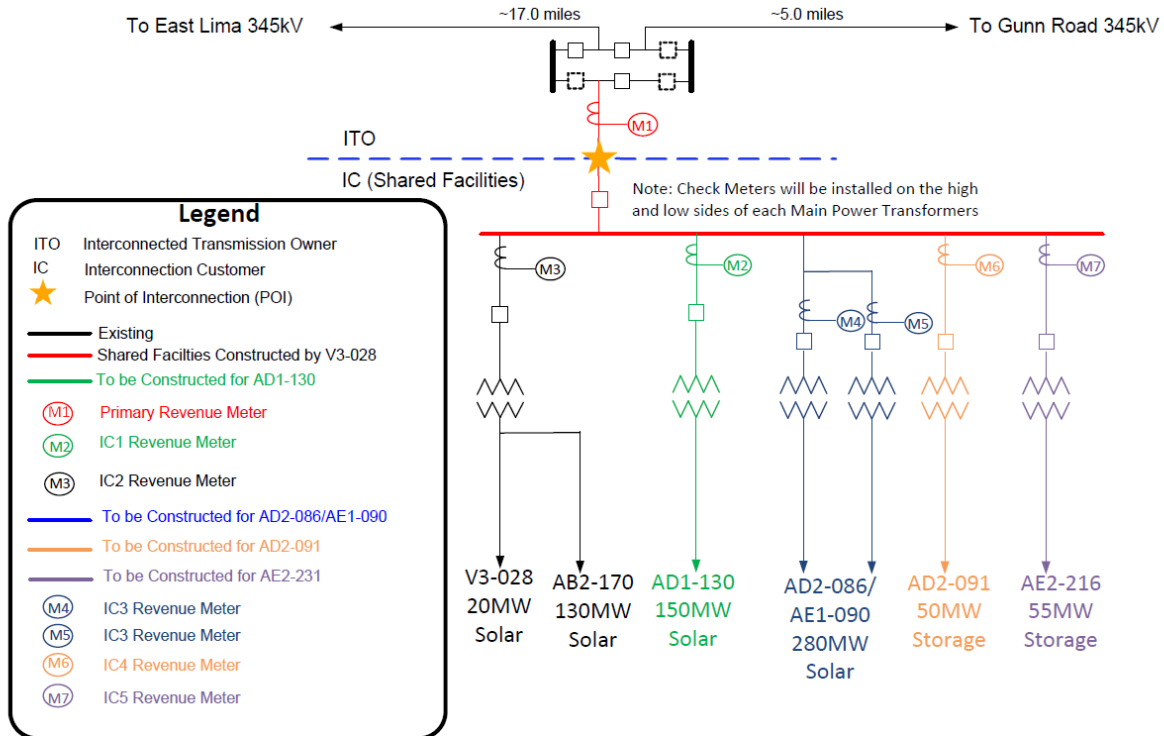 ~17.0 miles
~5.0 miles
To East Lima 345kV
To Gunn Road 345kV
M1
ITO
IC (Shared Facilities)
Note: Check Meters will be installed on the high
and low sides of each Main Power Transformers
M3
M2
M4
M5
M6
M7
Legend
ITO Interconnected Transmission Owner
IC Interconnection Customer
Point of Interconnection (POI)
Existing
Shared Facilties Constructed by V3-028
To be Constructed for AD1-130
M1 Primary Revenue Meter
M2 IC1 Revenue Meter
M3 IC2 Revenue Meter
To be Constructed for AD2-086/AE1-090
To be Constructed for AD2-091
To be Constructed for AE2-231
M4 IC3 Revenue Meter
M5 IC3 Revenue Meter
M6 IC4 Revenue Meter
M7 IC5 Revenue Meter
V3-028
20MW
Solar
AB2-170
130MW
Solar
AD1-130
150MW
Solar
AD2-086/
AE1-090
280MW
Solar
AD2-091
50MW
Storage
AE2-216
55MW
Storage